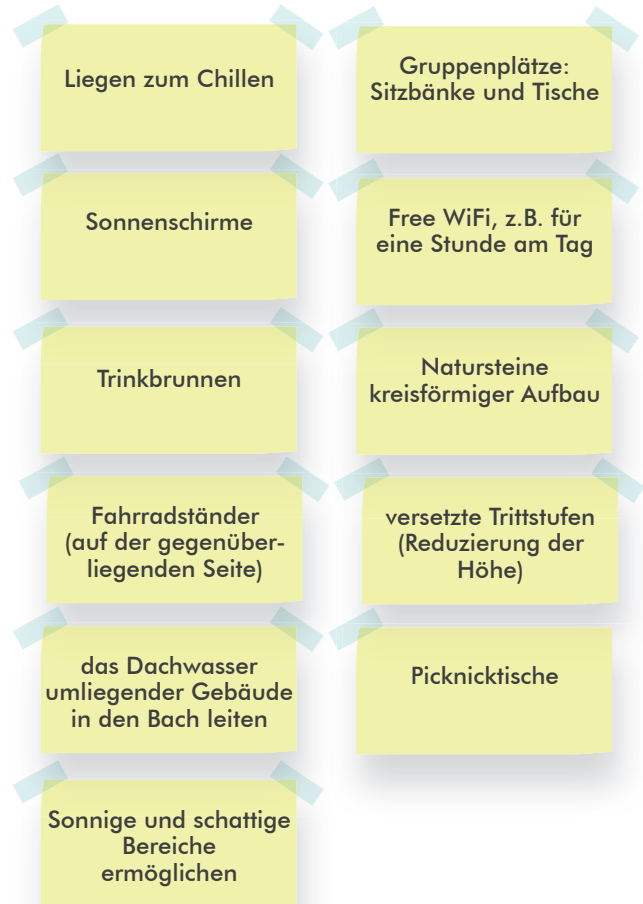 Liegen zum Chillen
Gruppenplätze:
Sitzbänke und Tische
Sonnenschirme
Free WiFi, z.B. für
eine Stunde am Tag
Trinkbrunnen
Natursteine
kreisförmiger Aufbau
Fahrradständer
(auf der gegenüber-
liegenden Seite)
versetzte Trittstufen
(Reduzierung der
Höhe)
das Dachwasser
umliegender Gebäude
in den Bach leiten
Picknicktische
Sonnige und schattige
Bereiche
ermöglichen